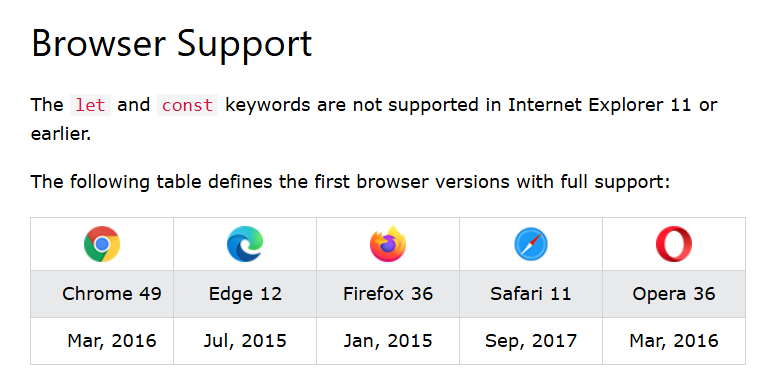 Browser Support
The let and const keywords are not supported in Internet Explorer 11 or
earlier.
The following table defines the first browser versions with full support:
Chrome 49 Edge 12 Firefox 36 Safari 11 Opera 36
Mar, 2016 Jul, 2015 Jan, 2015 Sep, 2017 Mar, 2016